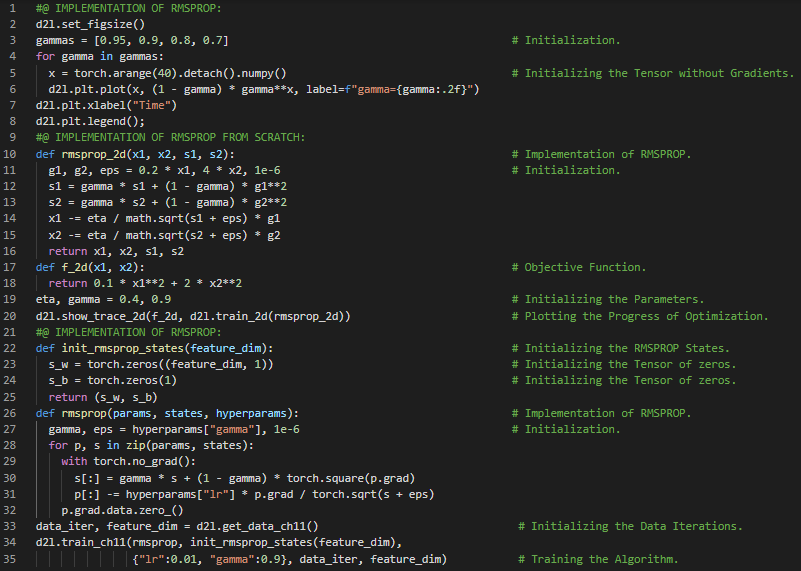 1 #@ IMPLEMENTATION OF RMSPROP:
2 d2l.set_figsize()
3 gammas = [0.95, 0.9, 0.8, 0.7] # Initialization.
4 for gamma in gammas:
5   x = torch.arange(40).detach().numpy() # Initializing the Tensor without Gradients.
6   d2l.plt.plot(x, (1 - gamma) * gamma**x, label=f"gamma={gamma:.2f}")
7 d2l.plt.xlabel("Time")
8 d2l.plt.legend();
9 #@ IMPLEMENTATION OF RMSPROP FROM SCRATCH:
10 def rmsprop_2d(x1, x2, s1, s2): # Implementation of RMSPROP.
11   g1, g2, eps = 0.2 * x1, 4 * x2, 1e-6 # Initialization.
12   s1 = gamma * s1 + (1 - gamma) * g1**2
13   s2 = gamma * s2 + (1 - gamma) * g2**2
14   x1 -= eta / math.sqrt(s1 + eps) * g1
15   x2 -= eta / math.sqrt(s2 + eps) * g2
16   return x1, x2, s1, s2
17 def f_2d(x1, x2): # Objective Function.
18   return 0.1 * x1**2 + 2 * x2**2
19 eta, gamma = 0.4, 0.9 # Initializing the Parameters.
20 d2l.show_trace_2d(f_2d, d2l.train_2d(rmsprop_2d)) # Plotting the Progress of Optimization.
21 #@ IMPLEMENTATION OF RMSPROP:
22 def init_rmsprop_states(feature_dim): # Initializing the RMSPROP States.
23   s_w = torch.zeros((feature_dim, 1)) # Initializing the Tensor of zeros.
24   s_b = torch.zeros(1) # Initializing the Tensor of zeros.
25   return (s_w, s_b)
26 def rmsprop(params, states, hyperparams): # Implementation of RMSPROP.
27   gamma, eps = hyperparams["gamma"], 1e-6 # Initialization.
28   for p, s in zip(params, states):
29     with torch.no_grad():
30       s[:] = gamma * s + (1 - gamma) * torch.square(p.grad)
31       p[:] -= hyperparams["lr"] * p.grad / torch.sqrt(s + eps)
32     p.grad.data.zero_()
33 data_iter, feature_dim = d2l.get_data_ch11() # Initializing the Data Iterations.
34 d2l.train_ch11(rmsprop, init_rmsprop_states(feature_dim),
35                {"lr":0.01, "gamma":0.9}, data_iter, feature_dim) # Training the Algorithm.